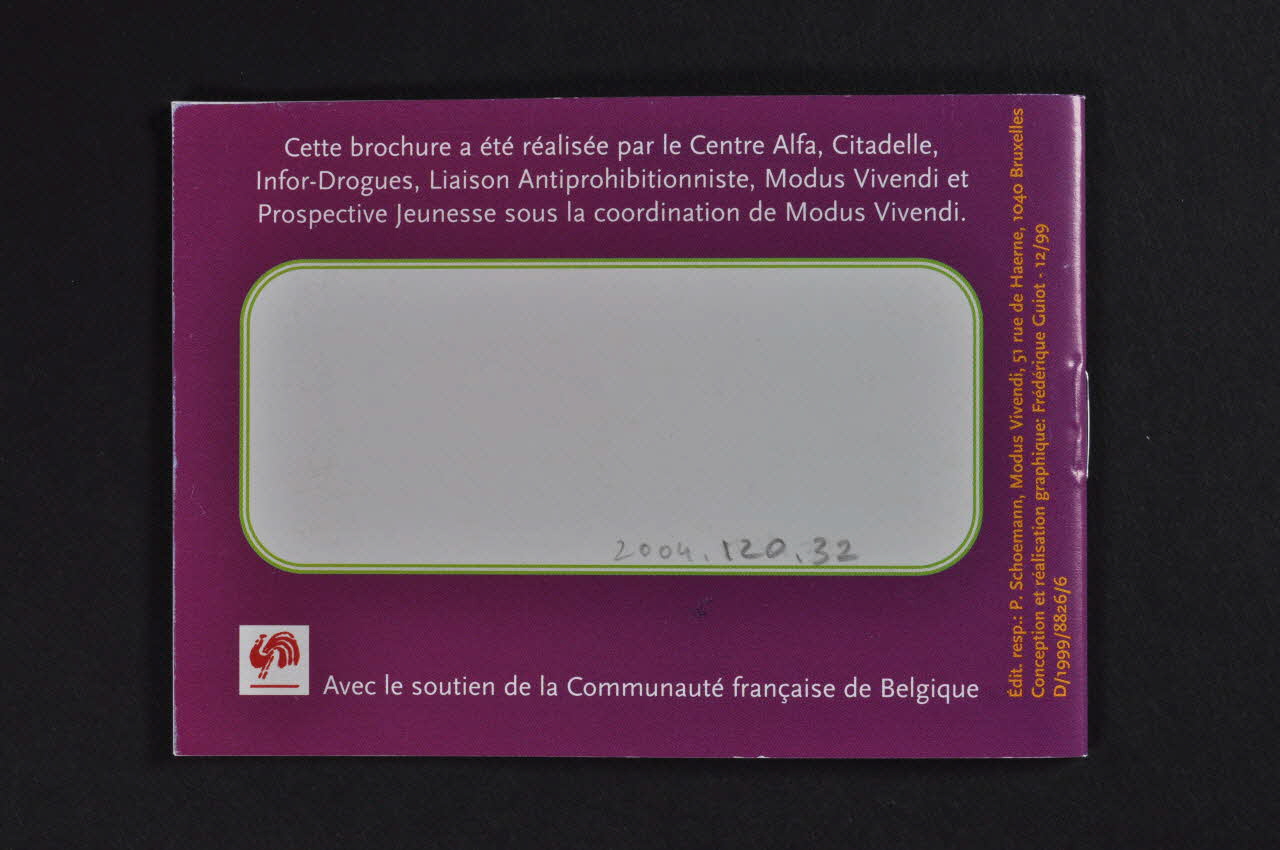 Cette brochure a été réalisée par le Centre Alfa, Citadelle,
Infor-Drogues, Liaison Antiprohibitionniste, Modus Vivendi et
Prospective Jeunesse sous la coordination de Modus Vivendi.
2004.120.32
Avec le soutien de la Communauté française de Belgique
Édit. resp.: P. Schoemann, Modus Vivendi, 51 rue de Haerne, 1040 Bruxelles
Conception et réalisation graphique: Frédérique Guiot - 12/99
D/1999/8826/6